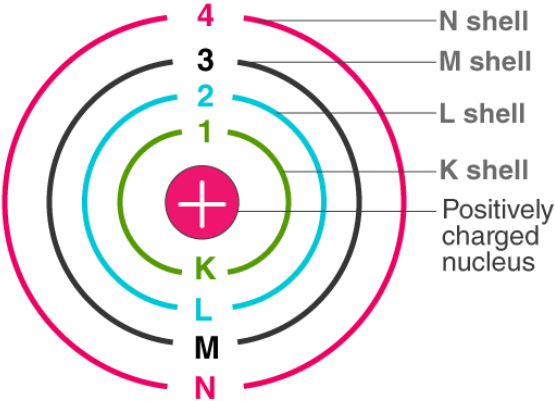 4
N shell
3
M shell
2
L shell
1
K shell
+
Positively
charged
nucleus
K
L
M
N